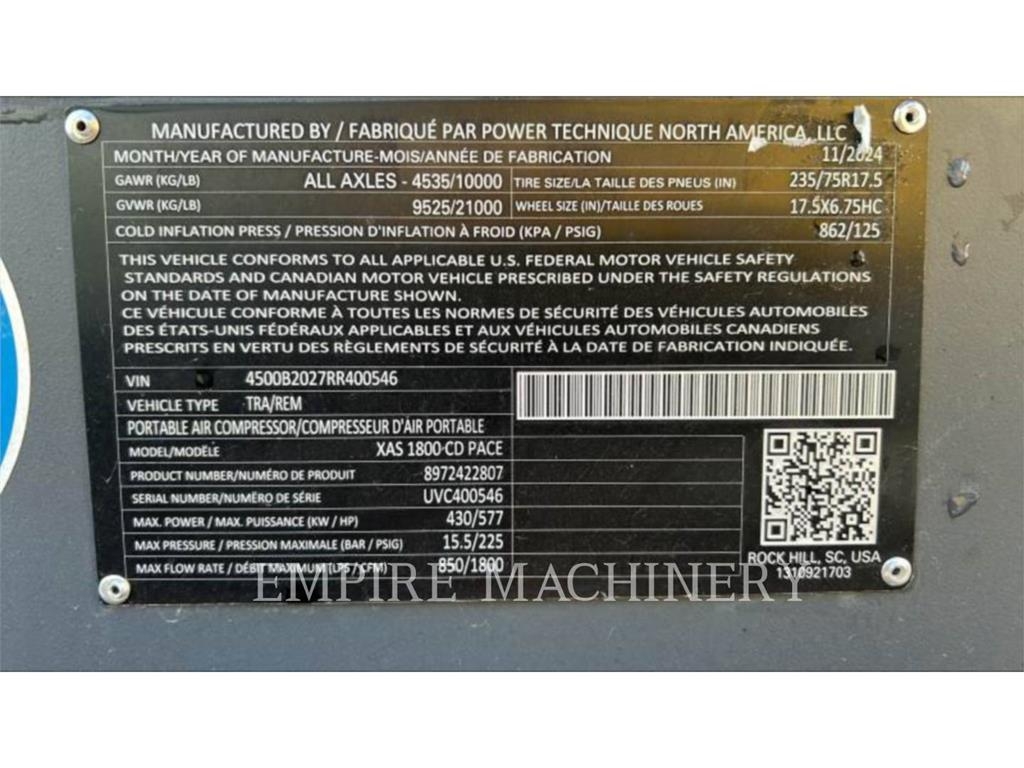 MANUFACTURED BY / FABRIQUÉ PAR POWER TECHNIQUE NORTH AMERICA, LLC
MONTH/YEAR OF MANUFACTURE-MOIS/ANNÉE DE FABRICATION 11/2024
GAWR (KG/LB) ALL AXLES - 4535/10000 TIRE SIZE/LA TAILLE DES PNEUS (IN) 235/75R17.5
GVWR (KG/LB) 9525/21000 WHEEL SIZE (IN)/TAILLE DES ROUES 17.5X6.75HC
COLD INFLATION PRESS / PRESSION D'INFLATION À FROID (KPA / PSIG) 862/125
THIS VEHICLE CONFORMS TO ALL APPLICABLE U.S. FEDERAL MOTOR VEHICLE SAFETY
STANDARDS AND CANADIAN MOTOR VEHICLE PRESCRIBED UNDER THE SAFETY REGULATIONS
ON THE DATE OF MANUFACTURE SHOWN.
CE VÉHICULE CONFORME À TOUTES LES NORMES DE SÉCURITÉ DES VÉHICULES AUTOMOBILES
DES ÉTATS-UNIS FÉDÉRAUX APPLICABLES ET AUX VÉHICULES AUTOMOBILES CANADIENS
PRESCRITS EN VERTU DES RÈGLEMENTS DE SÉCURITÉ À LA DATE DE FABRICATION INDIQUÉE.
VIN 4500B2027RR400546
VEHICLE TYPE TRA/REM
PORTABLE AIR COMPRESSOR/COMPRESSEUR D'AIR PORTABLE
MODEL/MODÈLE XAS 1800-CD PACE
PRODUCT NUMBER/NUMÉRO DE PRODUIT 8972422807
SERIAL NUMBER/NUMÉRO DE SÉRIE UVC400546
MAX. POWER / MAX. PUISSANCE (KW / HP) 430/577
MAX PRESSURE / PRESSION MAXIMALE (BAR / PSIG) 15.5/225
MAX FLOW RATE / DÉBIT MAXIMUM (LPS / CFM) 850/1800
ROCK HILL, SC, USA
1310921703
EMPIRE MACHINERY